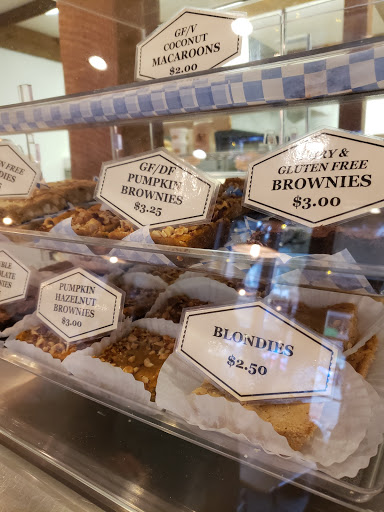 GF/V
COCONUT
MACAROONS
$2.00
GF/DF
PUMPKIN
BROWNIES
$3.25
&
GLUTEN FREE
BROWNIES
$3.00
FREE
PUMPKIN
HAZELNUT
BROWNIES
$3.00
BLONDIES
$2.50